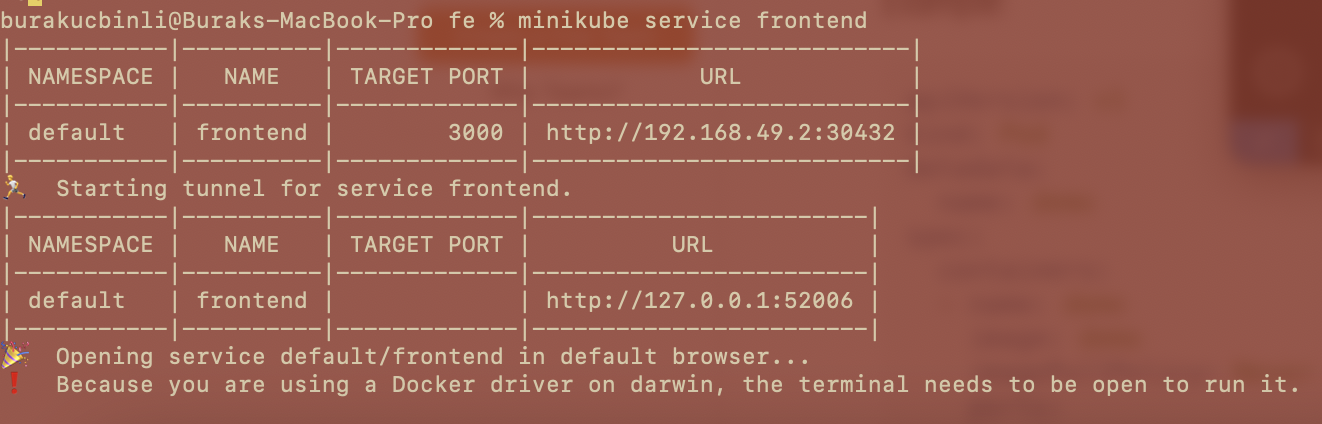 burakucbinli@Buraks-MacBook-Pro fe % minikube service frontend
|-----------|----------|-------------|---------------------------|
| NAMESPACE |   NAME   | TARGET PORT |            URL            |
|-----------|----------|-------------|---------------------------|
| default   | frontend |        3000 | http://192.168.49.2:30432 |
|-----------|----------|-------------|---------------------------|
🏃  Starting tunnel for service frontend.
|-----------|----------|-------------|------------------------|
| NAMESPACE |   NAME   | TARGET PORT |          URL           |
|-----------|----------|-------------|------------------------|
| default   | frontend |             | http://127.0.0.1:52006 |
|-----------|----------|-------------|------------------------|
🎉  Opening service default/frontend in default browser...
❗  Because you are using a Docker driver on darwin, the terminal needs to be open to run it.